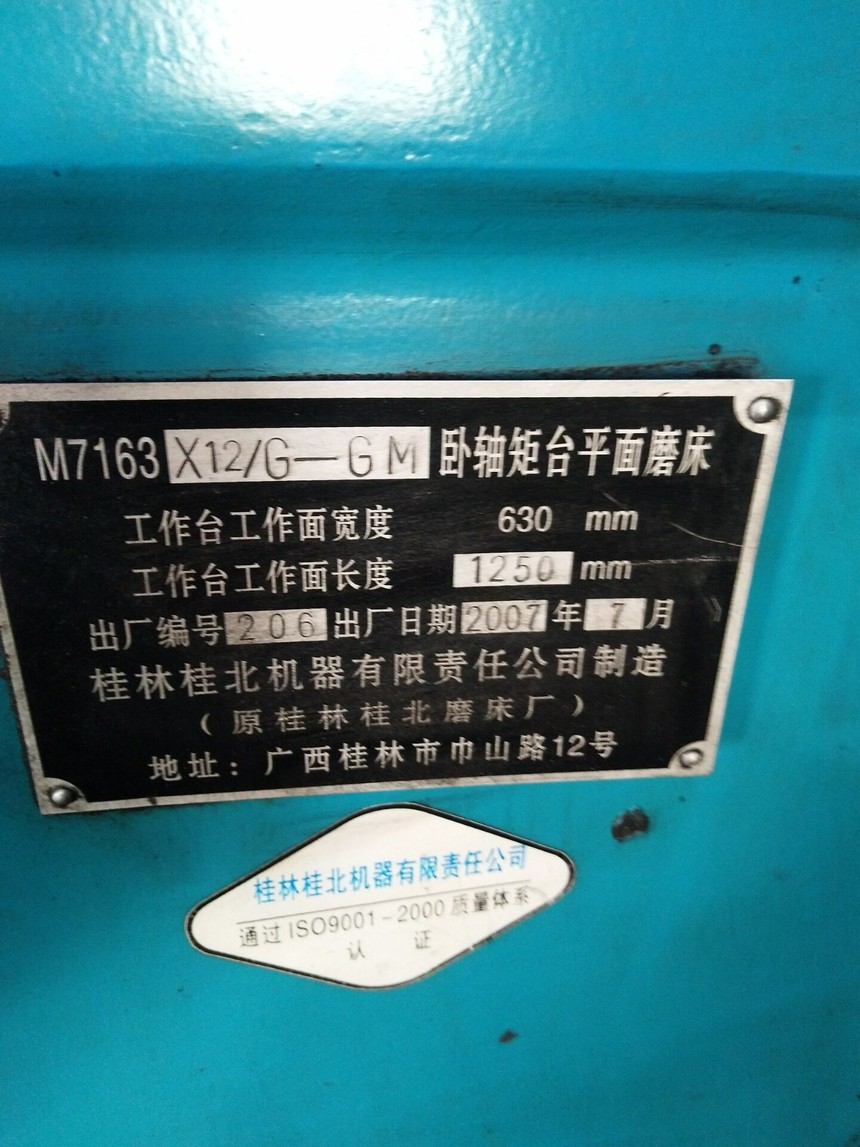 M7163 X12/G—GM 卧轴矩台平面磨床
工作台工作面宽度 630 mm
工作台工作面长度 1250 mm
出厂编号 206 出厂日期 2007 年 7 月
桂林桂北机器有限责任公司制造
(原桂林桂北磨床厂)
地址:广西桂林市巾山路12号
桂林桂北机器有限责任公司
通过ISO9001-2000质量体系
认 证